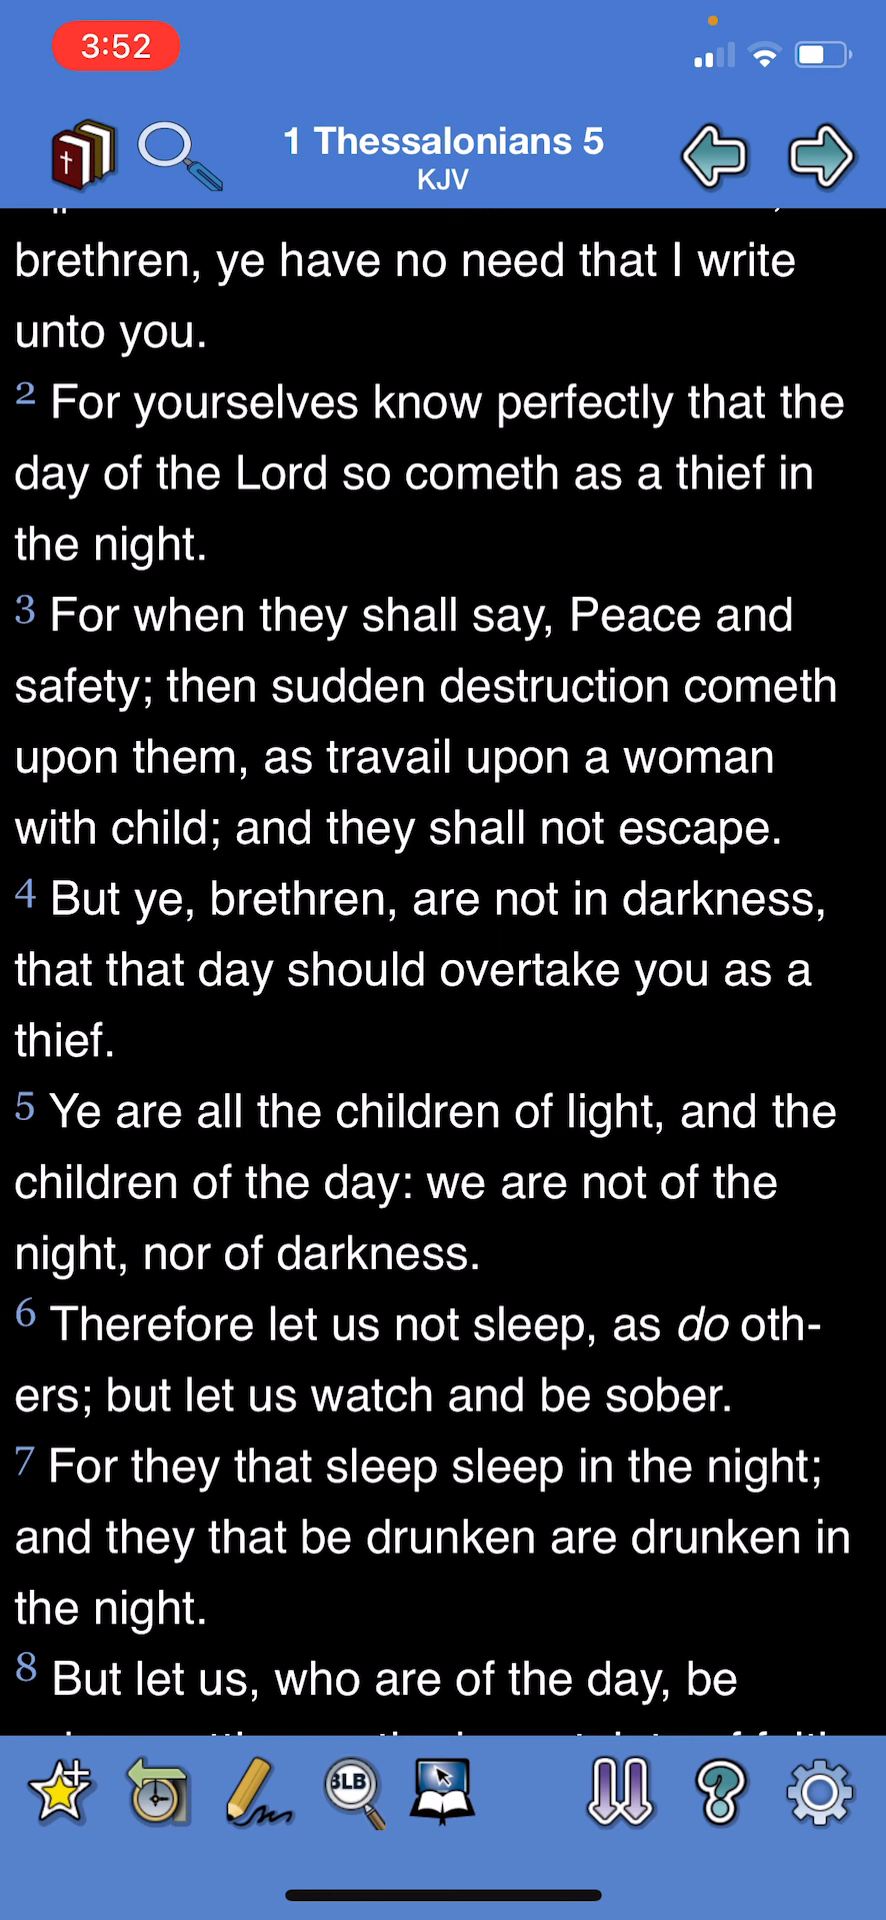 3:52
1 Thessalonians 5
KJV
brethren, ye have no need that I write
unto you.
2 For yourselves know perfectly that the
day of the Lord so cometh as a thief in
the night.
3 For when they shall say, Peace and
safety; then sudden destruction cometh
upon them, as travail upon a woman
with child; and they shall not escape.
4 But ye, brethren, are not in darkness,
that that day should overtake you as a
thief.
5 Ye are all the children of light, and the
children of the day: we are not of the
night, nor of darkness.
6 Therefore let us not sleep, as do oth-
ers; but let us watch and be sober.
7 For they that sleep sleep in the night;
and they that be drunken are drunken in
the night.
8 But let us, who are of the day, be
BLB